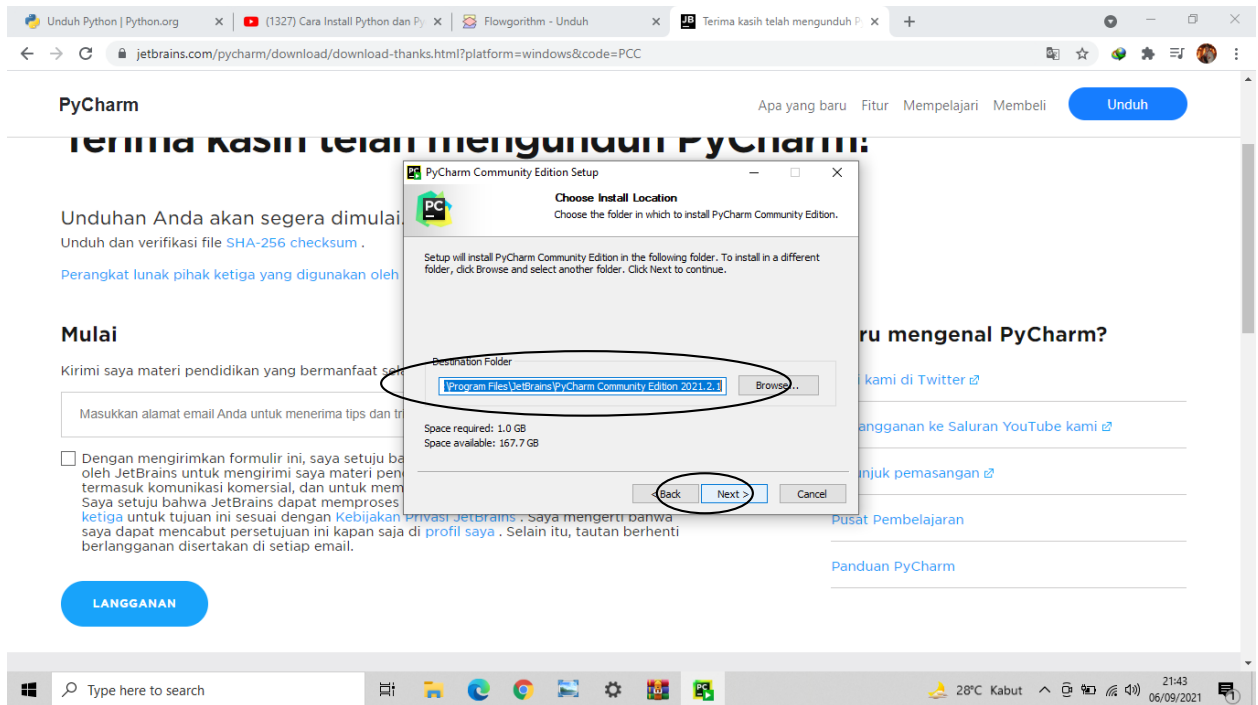 Unduh Python | Python.org
(1327) Cara Install Python dan Py
Flowgorithm - Unduh
Terima kasih telah mengunduh P
jetbrains.com/pycharm/download/download-thanks.html?platform=windows&code=PCC
PyCharm
Apa yang baru Fitur Mempelajari Membeli Unduh
Terima kasih telah mengunduh PyCharm!
Unduhan Anda akan segera dimulai.
Unduh dan verifikasi file SHA-256 checksum .
Perangkat lunak pihak ketiga yang digunakan oleh
Mulai
Kirimi saya materi pendidikan yang bermanfaat sela
Masukkan alamat email Anda untuk menerima tips dan tr
Dengan mengirimkan formulir ini, saya setuju ba
oleh JetBrains untuk mengirimi saya materi pen
termasuk komunikasi komersial, dan untuk mem
Saya setuju bahwa JetBrains dapat memproses
ketiga untuk tujuan ini sesuai dengan Kebijakan Privasi JetBrains . Saya mengerti bahwa
saya dapat mencabut persetujuan ini kapan saja di profil saya . Selain itu, tautan berhenti
berlangganan disertakan di setiap email.
LANGGANAN
PyCharm Community Edition Setup
PC
Choose Install Location
Choose the folder in which to install PyCharm Community Edition.
Setup will install PyCharm Community Edition in the following folder. To install in a different
folder, click Browse and select another folder. Click Next to continue.
Destination Folder
:\Program Files\JetBrains\PyCharm Community Edition 2021.2.1
Browse...
Space required: 1.0 GB
Space available: 167.7 GB
< Back Next > Cancel
ru mengenal PyCharm?
kami di Twitter
angganan ke Saluran YouTube kami
unjuk pemasangan
Pusat Pembelajaran
Panduan PyCharm
Type here to search
28°C Kabut
21:43
06/09/2021